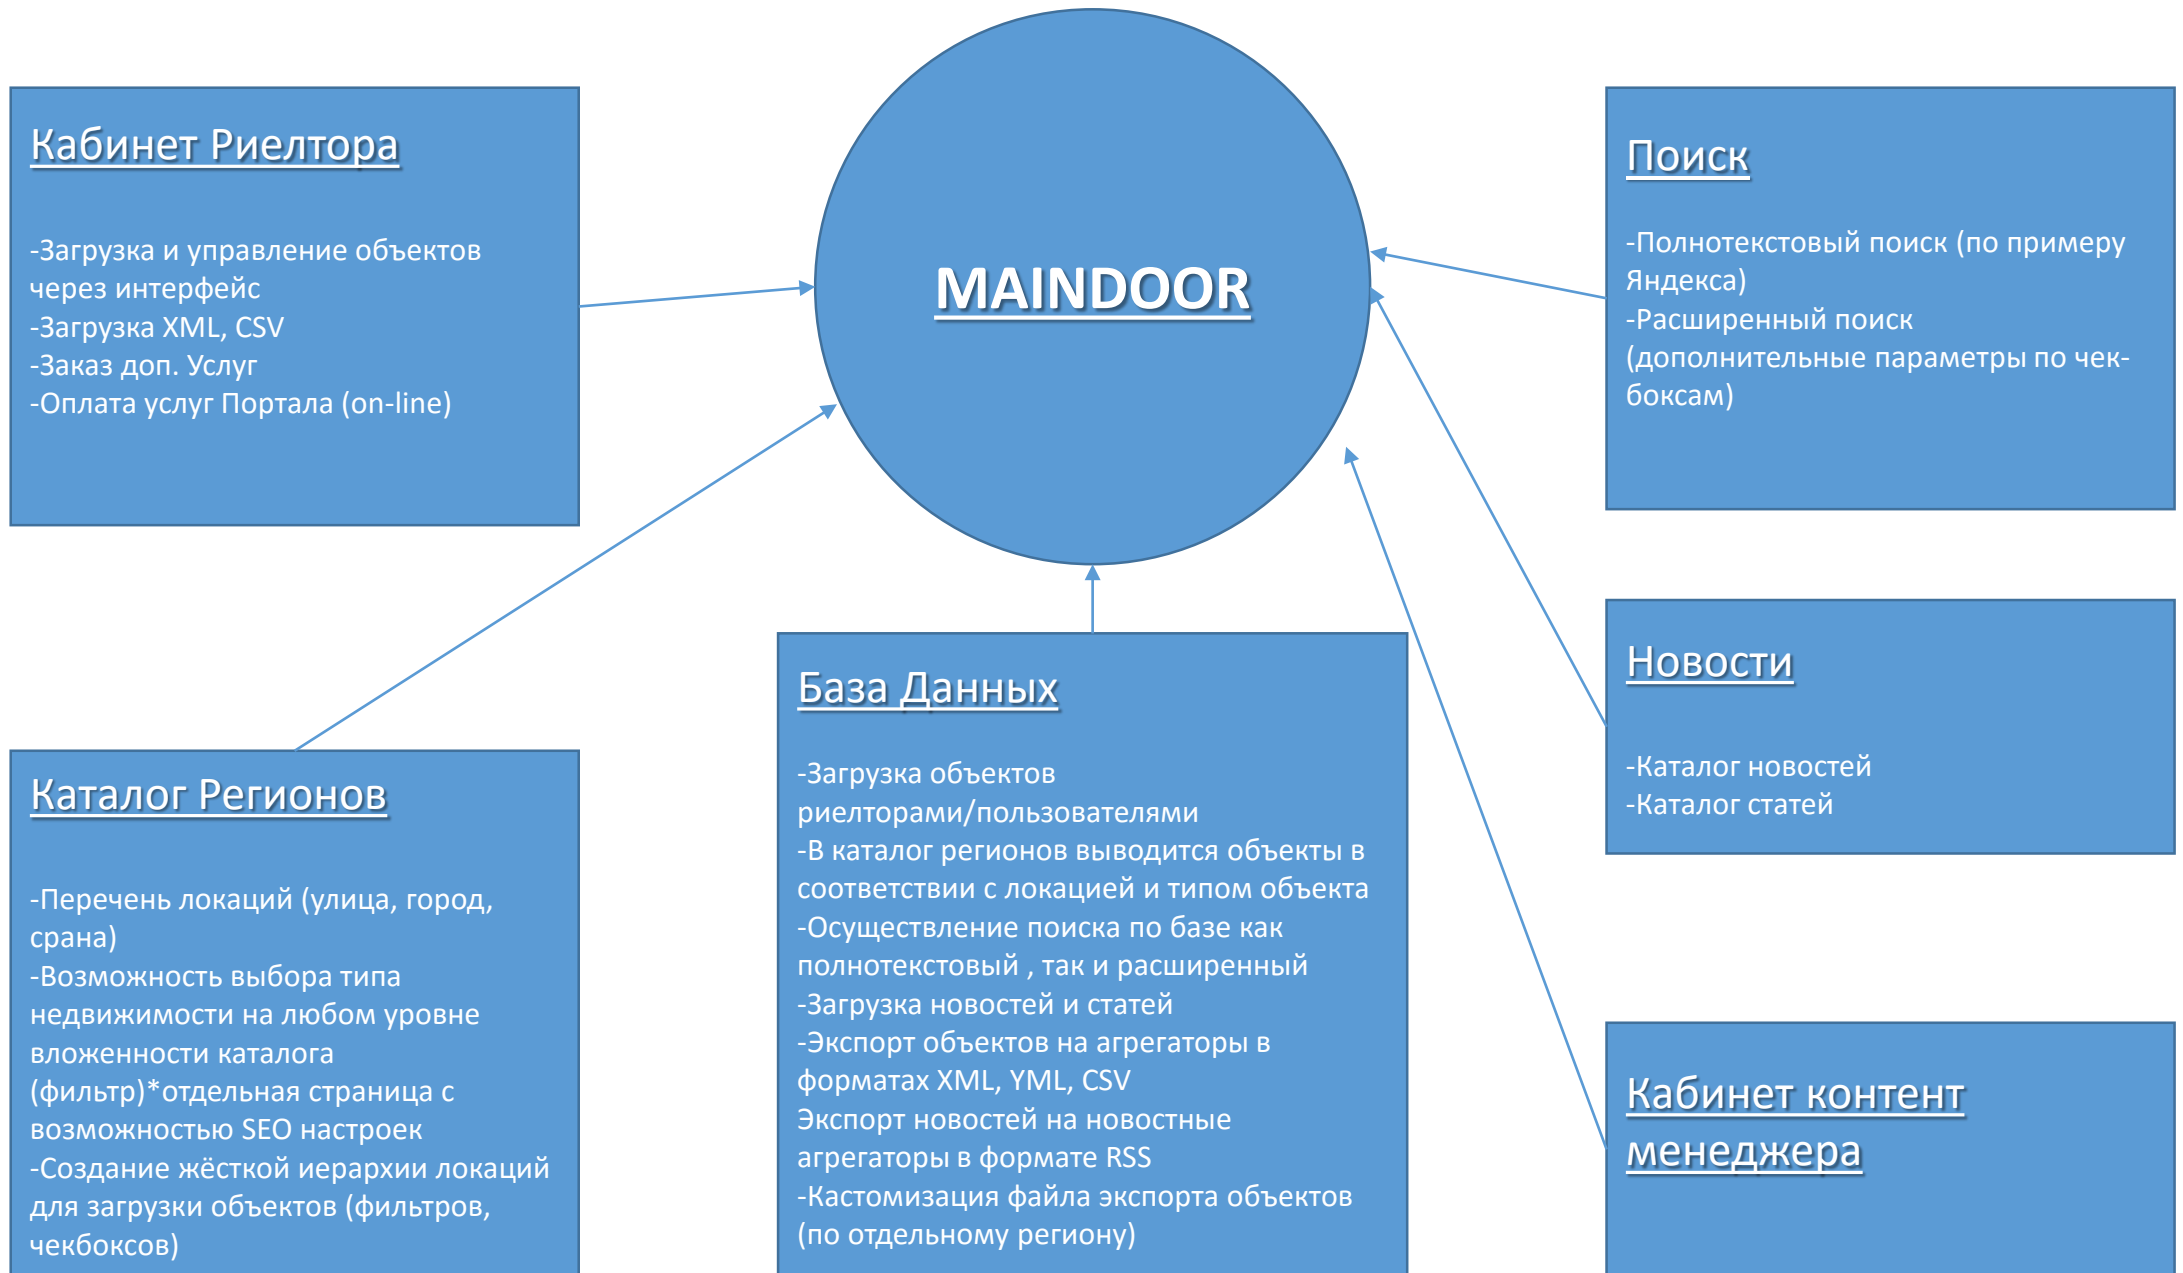 MAINDOOR
Кабинет Риелтора
-Загрузка и управление объектов
через интерфейс
-Загрузка XML, CSV
-Заказ доп. Услуг
-Оплата услуг Портала (on-line)
Поиск
-Полнотекстовый поиск (по примеру
Яндекса)
-Расширенный поиск
(дополнительные параметры по чек-
боксам)
Каталог Регионов
-Перечень локаций (улица, город,
срана)
-Возможность выбора типа
недвижимости на любом уровне
вложенности каталога
(фильтр)*отдельная страница с
возможностью SEO настроек
-Создание жёсткой иерархии локаций
для загрузки объектов (фильтров,
чекбоксов)
База Данных
-Загрузка объектов
риелторами/пользователями
-В каталог регионов выводится объекты в
соответствии с локацией и типом объекта
-Осуществление поиска по базе как
полнотекстовый , так и расширенный
-Загрузка новостей и статей
-Экспорт объектов на агрегаторы в
форматах XML, YML, CSV
Экспорт новостей на новостные
агрегаторы в формате RSS
-Кастомизация файла экспорта объектов
(по отдельному региону)
Новости
-Каталог новостей
-Каталог статей
Кабинет контент
менеджера